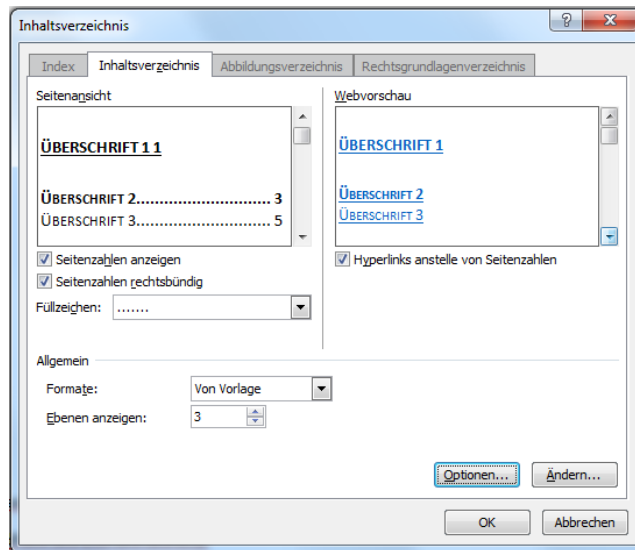 Inhaltsverzeichnis
Index Inhaltsverzeichnis Abbildungsverzeichnis Rechtsgrundlagenverzeichnis
Seitenansicht Webvorschau
ÜBERSCHRIFT 1 1 ÜBERSCHRIFT 1
ÜBERSCHRIFT 2............................ 3 ÜBERSCHRIFT 2
ÜBERSCHRIFT 3............................ 5 ÜBERSCHRIFT 3
Seitenzahlen anzeigen Hyperlinks anstelle von Seitenzahlen
Seitenzahlen rechtsbündig
Füllzeichen: .......
Allgemein
Formate: Von Vorlage
Ebenen anzeigen: 3
Optionen... Ändern...
OK Abbrechen